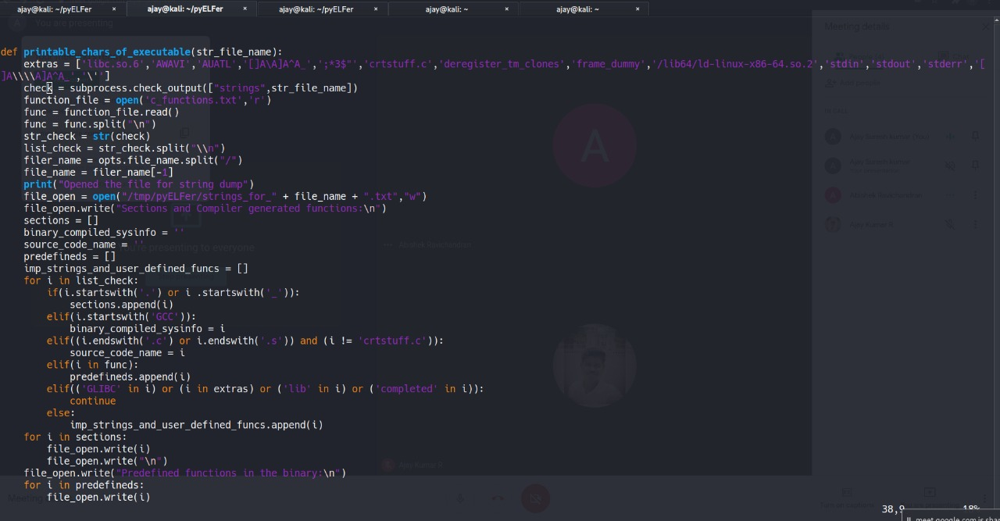 ajay@kali: ~/pyELFer × ajay@kali: ~/pyELFer × ajay@kali: ~/pyELFer × ajay@kali: ~ × ajay@kali: ~ ×
A You are presenting
Meeting details
def printable_chars_of_executable(str_file_name):
    extras = ['libc.so.6','AWAVI','AUATL','[]A\A]A^A_',';*3$"','crtstuff.c','deregister_tm_clones','frame_dummy','/lib64/ld-linux-x86-64.so.2','stdin','stdout','stderr','[
]A\\\\A]A^A_','\'']
    check = subprocess.check_output(["strings",str_file_name])
    function_file = open('c_functions.txt','r')
    func = function_file.read()
    func = func.split("\n")
    str_check = str(check)
    list_check = str_check.split("\\n")
    filer_name = opts.file_name.split("/")
    file_name = filer_name[-1]
    print("Opened the file for string dump")
    file_open = open("/tmp/pyELFer/strings_for_" + file_name + ".txt","w")
    file_open.write("Sections and Compiler generated functions:\n")
    sections = []
    binary_compiled_sysinfo = ''
    source_code_name = ''
    predefineds = []
    imp_strings_and_user_defined_funcs = []
    for i in list_check:
        if(i.startswith('.') or i .startswith('_')):
            sections.append(i)
        elif(i.startswith('GCC')):
            binary_compiled_sysinfo = i
        elif((i.endswith('.c') or i.endswith('.s')) and (i != 'crtstuff.c')):
            source_code_name = i
        elif(i in func):
            predefineds.append(i)
        elif(('GLIBC' in i) or (i in extras) or ('lib' in i) or ('completed' in i)):
            continue
        else:
            imp_strings_and_user_defined_funcs.append(i)
    for i in sections:
        file_open.write(i)
        file_open.write("\n")
    file_open.write("Predefined functions in the binary:\n")
    for i in predefineds:
        file_open.write(i)
You're presenting to everyone
A
Abishek Ravichandran
Ajay Kumar R
38,9
18%